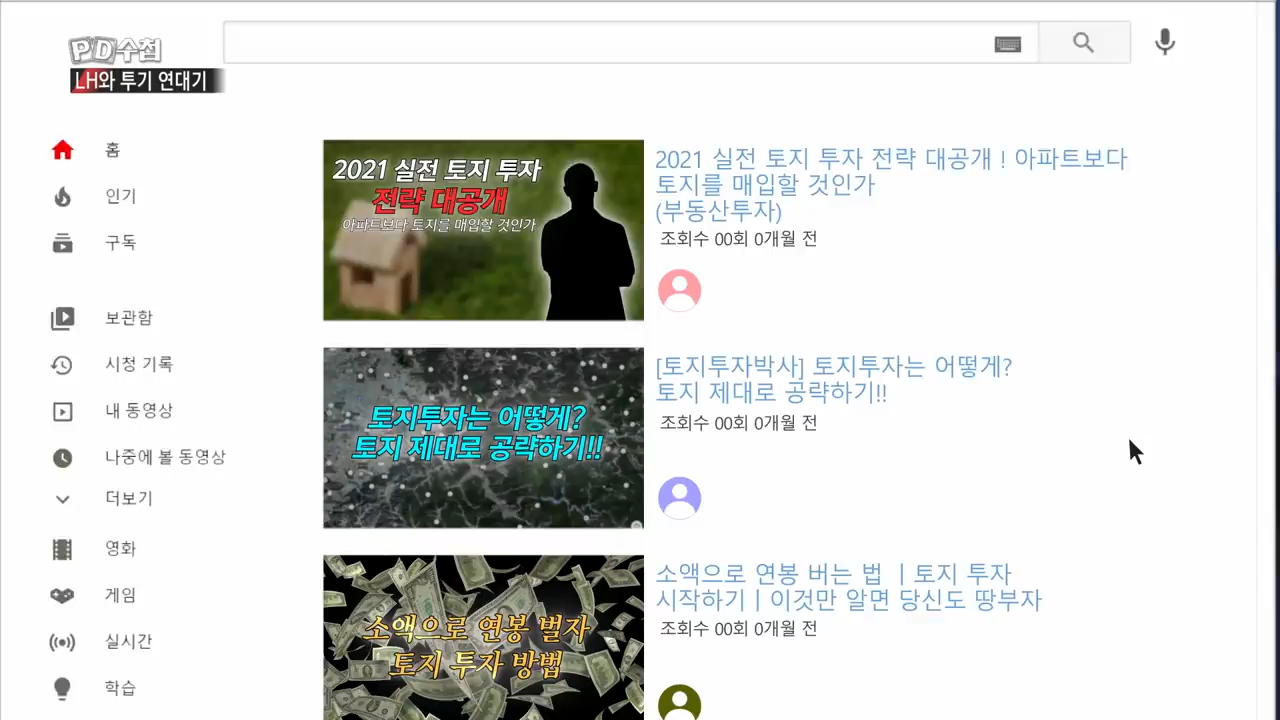 PD수첩
LH와 투기 연대기
홈
인기
구독
보관함
시청 기록
내 동영상
나중에 볼 동영상
더보기
영화
게임
실시간
학습
2021 실전 토지 투자
전략 대공개
아파트보다 토지를 매입할 것인가
2021 실전 토지 투자 전략 대공개 ! 아파트보다
토지를 매입할 것인가
(부동산투자)
조회수 00회 0개월 전
토지투자는 어떻게?
토지 제대로 공략하기!!
[토지투자박사] 토지투자는 어떻게?
토지 제대로 공략하기!!
조회수 00회 0개월 전
소액으로 연봉 벌자
토지 투자 방법
소액으로 연봉 버는 법 ㅣ토지 투자
시작하기ㅣ이것만 알면 당신도 땅부자
조회수 00회 0개월 전